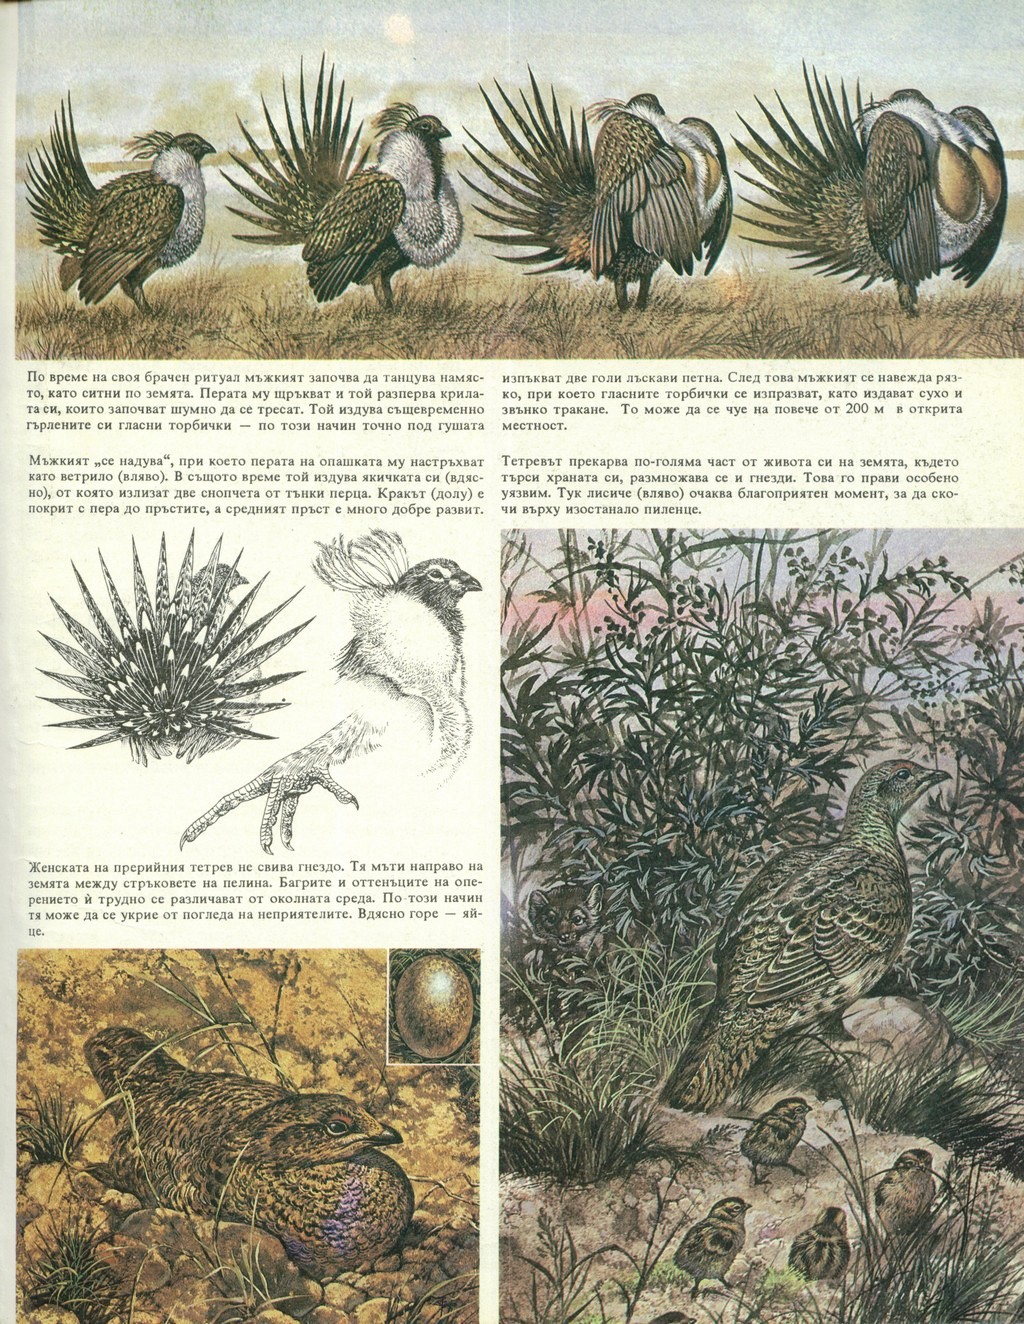 По време на своя брачен ритуал мъжкият започва да танцува намяс-
то, като ситни по земята. Перата му щръкват и той разперва крила-
та си, които започват шумно да се тресат. Той издува същевременно
гърлените си гласни торбички — по този начин точно под гушата
изпъкват две голи лъскави петна. След това мъжкият се навежда ряз-
ко, при което гласните торбички се изпразват, като издават сухо и
звънко тракане. То може да се чуе на повече от 200 м в открита
местност.
Мъжкият „се надува“, при което перата на опашката му настръхват
като ветрило (вляво). В същото време той издува якичката си (вдяс-
но), от която излизат две снопчета от тънки перца. Кракът (долу) е
покрит с пера до пръстите, а средният пръст е много добре развит.
Тетревът прекарва по-голяма част от живота си на земята, където
търси храната си, размножава се и гнезди. Това го прави особено
уязвим. Тук лисиче (вляво) очаква благоприятен момент, за да ско-
чи върху изостанало пиленце.
Женската на прерийния тетрев не свива гнездо. Тя мъти направо на
земята между стръковете на пелина. Багрите и оттенъците на опе-
рението ѝ трудно се различават от околната среда. По този начин
тя може да се укрие от погледа на неприятелите. Вдясно горе — яй-
це.